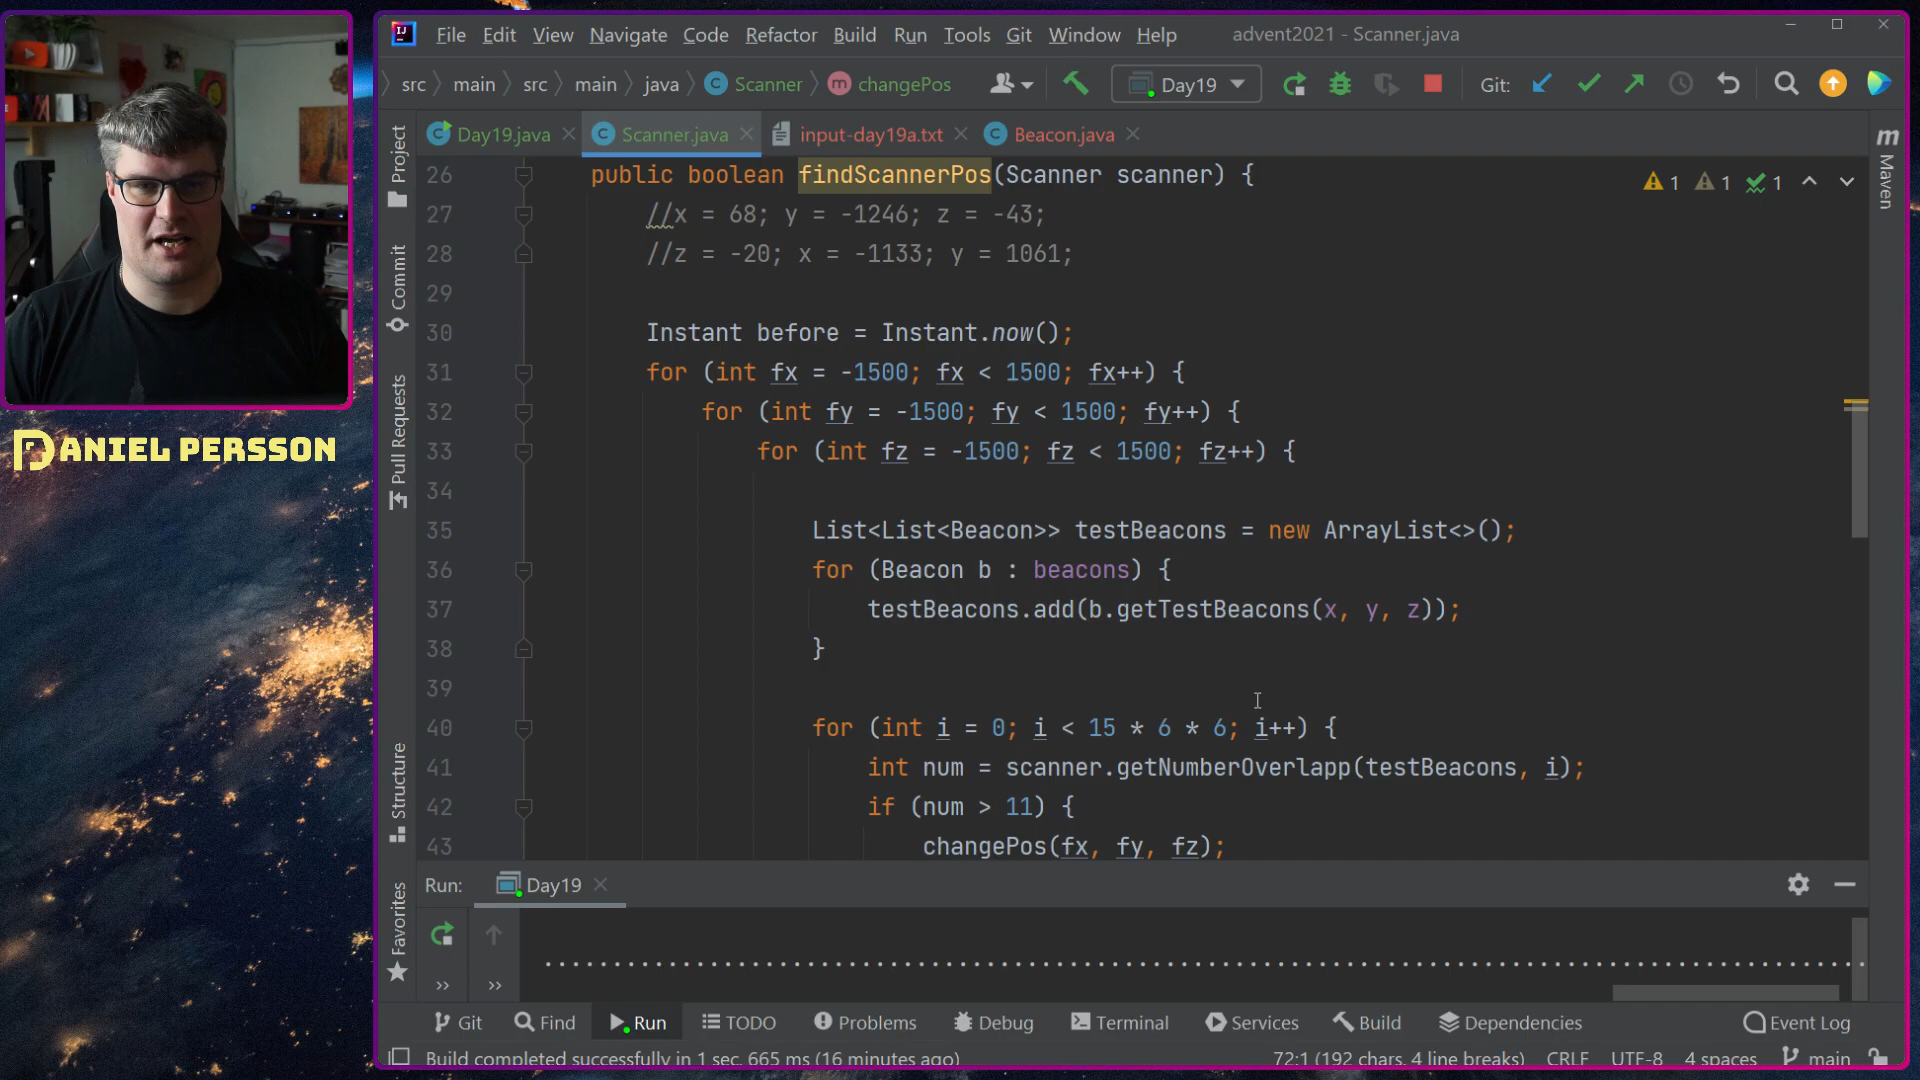 File Edit View Navigate Code Refactor Build Run Tools Git Window Help advent2021 - Scanner.java
src main src main java Scanner changePos Day19 Git:
Day19.java Scanner.java input-day19a.txt Beacon.java
26 public boolean findScannerPos(Scanner scanner) { 1 1 1
27 //x = 68; y = -1246; z = -43;
28 //z = -20; x = -1133; y = 1061;
29
30 Instant before = Instant.now();
31 for (int fx = -1500; fx < 1500; fx++) {
32 for (int fy = -1500; fy < 1500; fy++) {
33 for (int fz = -1500; fz < 1500; fz++) {
34
35 List<List<Beacon>> testBeacons = new ArrayList<>();
36 for (Beacon b : beacons) {
37 testBeacons.add(b.getTestBeacons(x, y, z));
38 }
39
40 for (int i = 0; i < 15 * 6 * 6; i++) {
41 int num = scanner.getNumberOverlapp(testBeacons, i);
42 if (num > 11) {
43 changePos(fx, fy, fz);
Project
Commit
Pull Requests
Structure
Favorites
Maven
DANIEL PERSSON
Run: Day19
Git Find Run TODO Problems Debug Terminal Services Build Dependencies Event Log
Build completed successfully in 1 sec, 665 ms (16 minutes ago) 72:1 (192 chars, 4 line breaks) CRLF UTF-8 4 spaces main